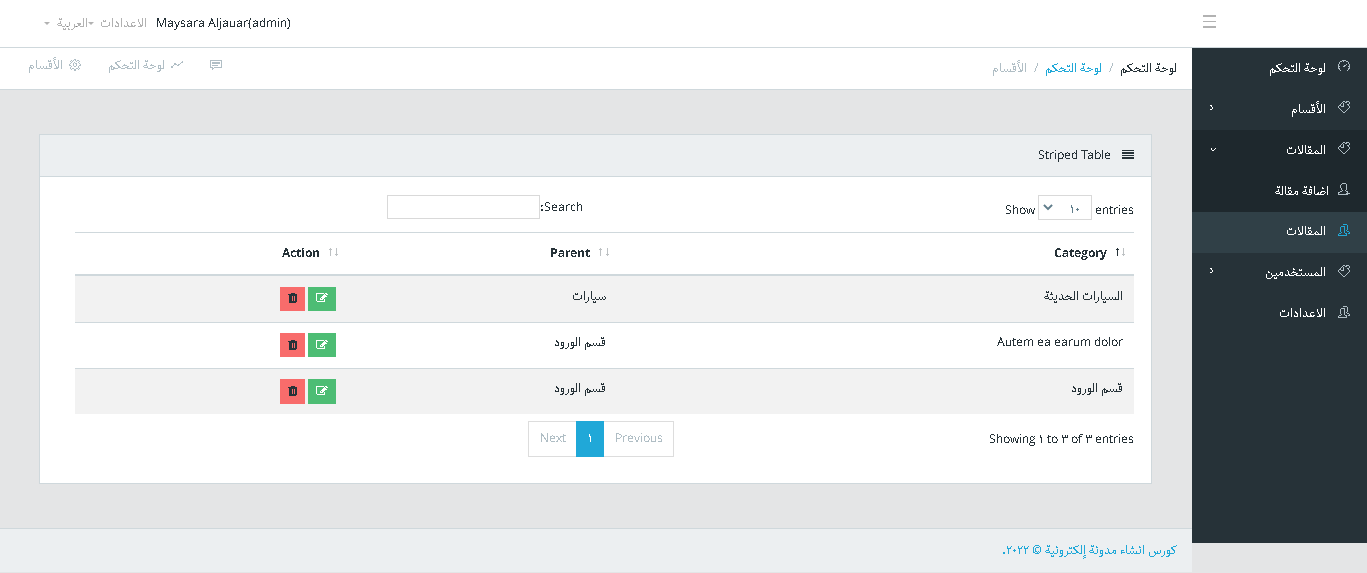 Maysara Aljauar(admin) الاعدادات العربية
لوحة التحكم / لوحة التحكم / الأقسام
لوحة التحكم الأقسام
لوحة التحكم
الأقسام
المقالات
اضافة مقالة
المقالات
المستخدمين
الاعدادات
Striped Table
Show ١٠ entries
Search:
Category Parent Action
السيارات الحديثة سيارات
Autem ea earum dolor قسم الورود
قسم الورود قسم الورود
Showing ١ to ٣ of ٣ entries
Previous ١ Next
كورس انشاء مدونة إلكترونية © ٢٠٢٢.